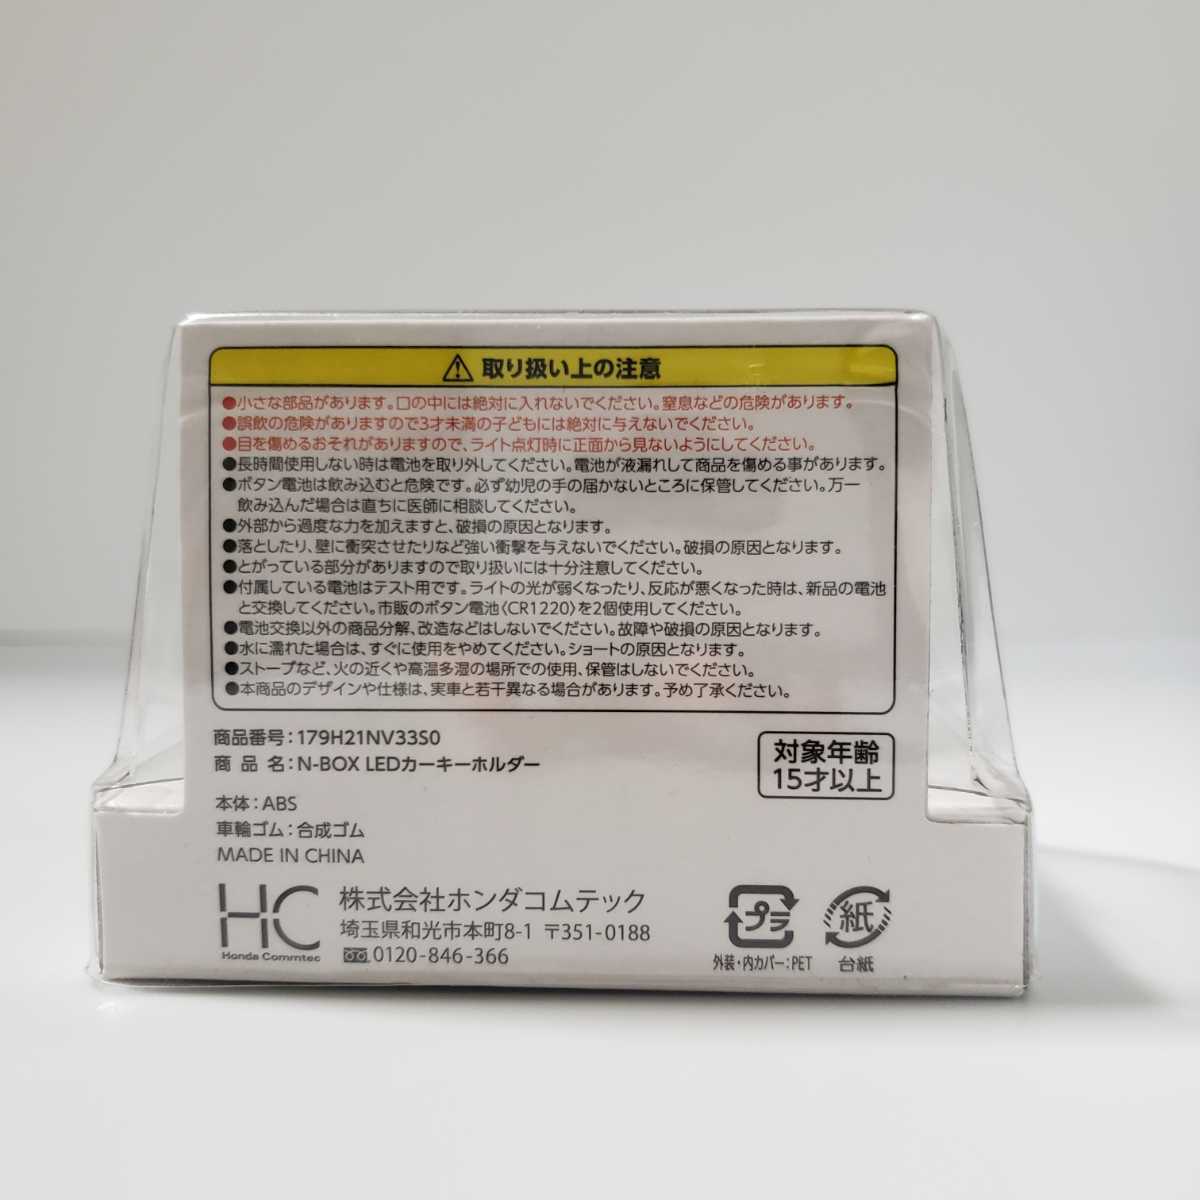 取り扱い上の注意
●小さな部品があります。口の中には絶対に入れないでください。窒息などの危険があります。
●誤飲の危険がありますので3才未満の子どもには絶対に与えないでください。
●目を傷めるおそれがありますので、ライト点灯時に正面から見ないようにしてください。
●長時間使用しない時は電池を取り外してください。電池が液漏れして商品を傷める事があります。
●ボタン電池は飲み込むと危険です。必ず幼児の手の届かないところに保管してください。万一
飲み込んだ場合は直ちに医師に相談してください。
●外部から過度な力を加えますと、破損の原因となります。
●落としたり、壁に衝突させたりなど強い衝撃を与えないでください。破損の原因となります。
●とがっている部分がありますので取り扱いには十分注意してください。
●付属している電池はテスト用です。ライトの光が弱くなったり、反応が悪くなった時は、新品の電池
と交換してください。市販のボタン電池〈CR1220〉を2個使用してください。
●電池交換以外の商品分解、改造などはしないでください。故障や破損の原因となります。
●水に濡れた場合は、すぐに使用をやめてください。ショートの原因となります。
●ストーブなど、火の近くや高温多湿の場所での使用、保管はしないでください。
●本商品のデザインや仕様は、実車と若干異なる場合があります。予め了承ください。
商品番号：179H21NV33S0
商品名：N-BOX LEDカーキーホルダー
対象年齢
15才以上
本体：ABS
車輪ゴム：合成ゴム
MADE IN CHINA
HC
Honda Commtec
株式会社ホンダコムテック
埼玉県和光市本町8-1 〒351-0188
0120-846-366
プラ
外装・内カバー：PET
紙
台紙